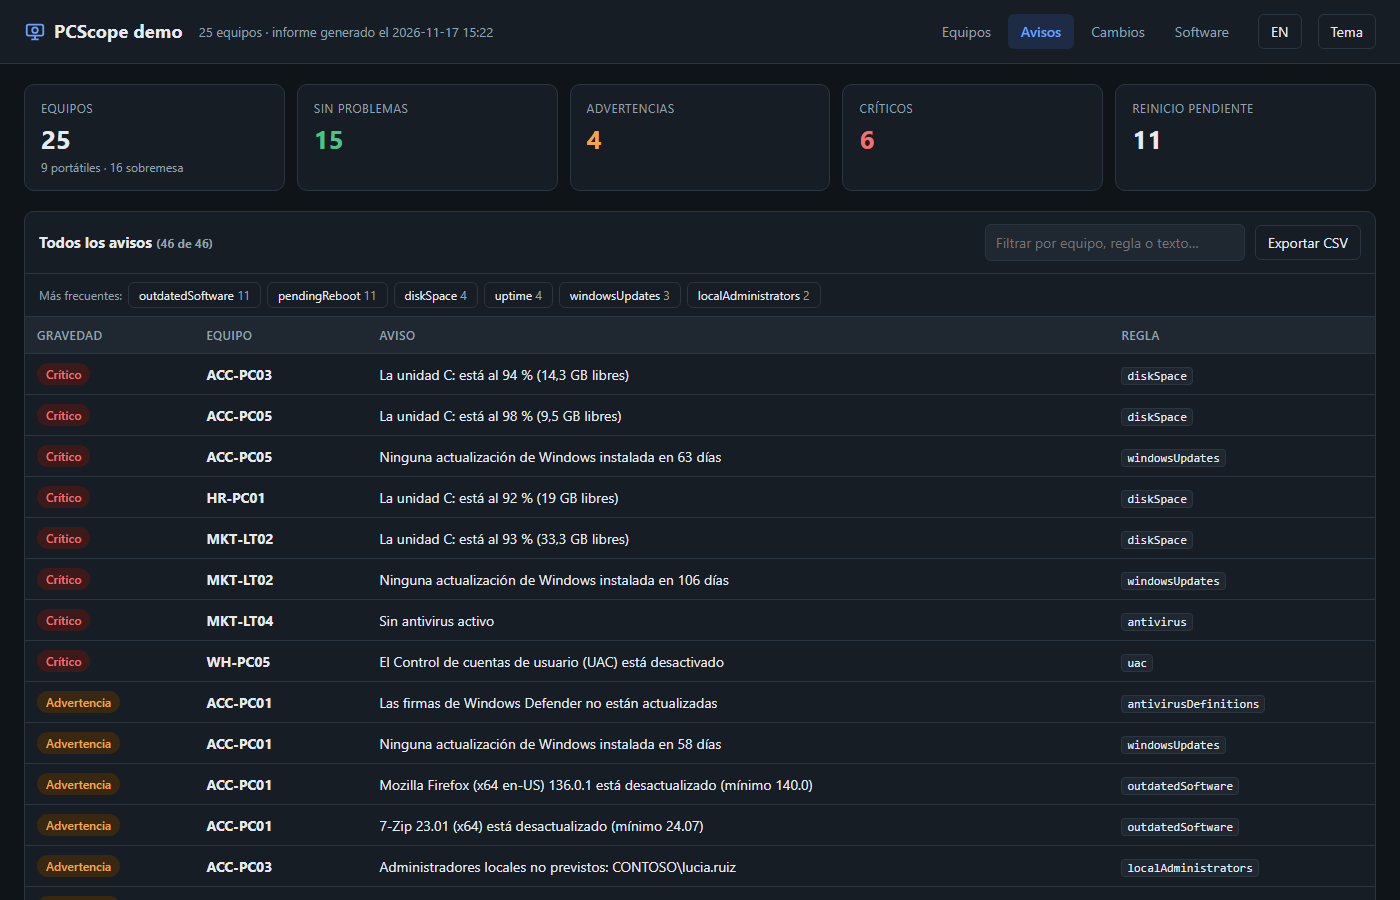 PCScope demo 25 equipos · informe generado el 2026-11-17 15:22 Equipos Avisos Cambios Software EN Tema
EQUIPOS
25
9 portátiles · 16 sobremesa
SIN PROBLEMAS
15
ADVERTENCIAS
4
CRÍTICOS
6
REINICIO PENDIENTE
11
Todos los avisos (46 de 46) Filtrar por equipo, regla o texto... Exportar CSV
Más frecuentes: outdatedSoftware 11 pendingReboot 11 diskSpace 4 uptime 4 windowsUpdates 3 localAdministrators 2
GRAVEDAD EQUIPO AVISO REGLA
Crítico ACC-PC03 La unidad C: está al 94 % (14,3 GB libres) diskSpace
Crítico ACC-PC05 La unidad C: está al 98 % (9,5 GB libres) diskSpace
Crítico ACC-PC05 Ninguna actualización de Windows instalada en 63 días windowsUpdates
Crítico HR-PC01 La unidad C: está al 92 % (19 GB libres) diskSpace
Crítico MKT-LT02 La unidad C: está al 93 % (33,3 GB libres) diskSpace
Crítico MKT-LT02 Ninguna actualización de Windows instalada en 106 días windowsUpdates
Crítico MKT-LT04 Sin antivirus activo antivirus
Crítico WH-PC05 El Control de cuentas de usuario (UAC) está desactivado uac
Advertencia ACC-PC01 Las firmas de Windows Defender no están actualizadas antivirusDefinitions
Advertencia ACC-PC01 Ninguna actualización de Windows instalada en 58 días windowsUpdates
Advertencia ACC-PC01 Mozilla Firefox (x64 en-US) 136.0.1 está desactualizado (mínimo 140.0) outdatedSoftware
Advertencia ACC-PC01 7-Zip 23.01 (x64) está desactualizado (mínimo 24.07) outdatedSoftware
Advertencia ACC-PC03 Administradores locales no previstos: CONTOSO\lucia.ruiz localAdministrators